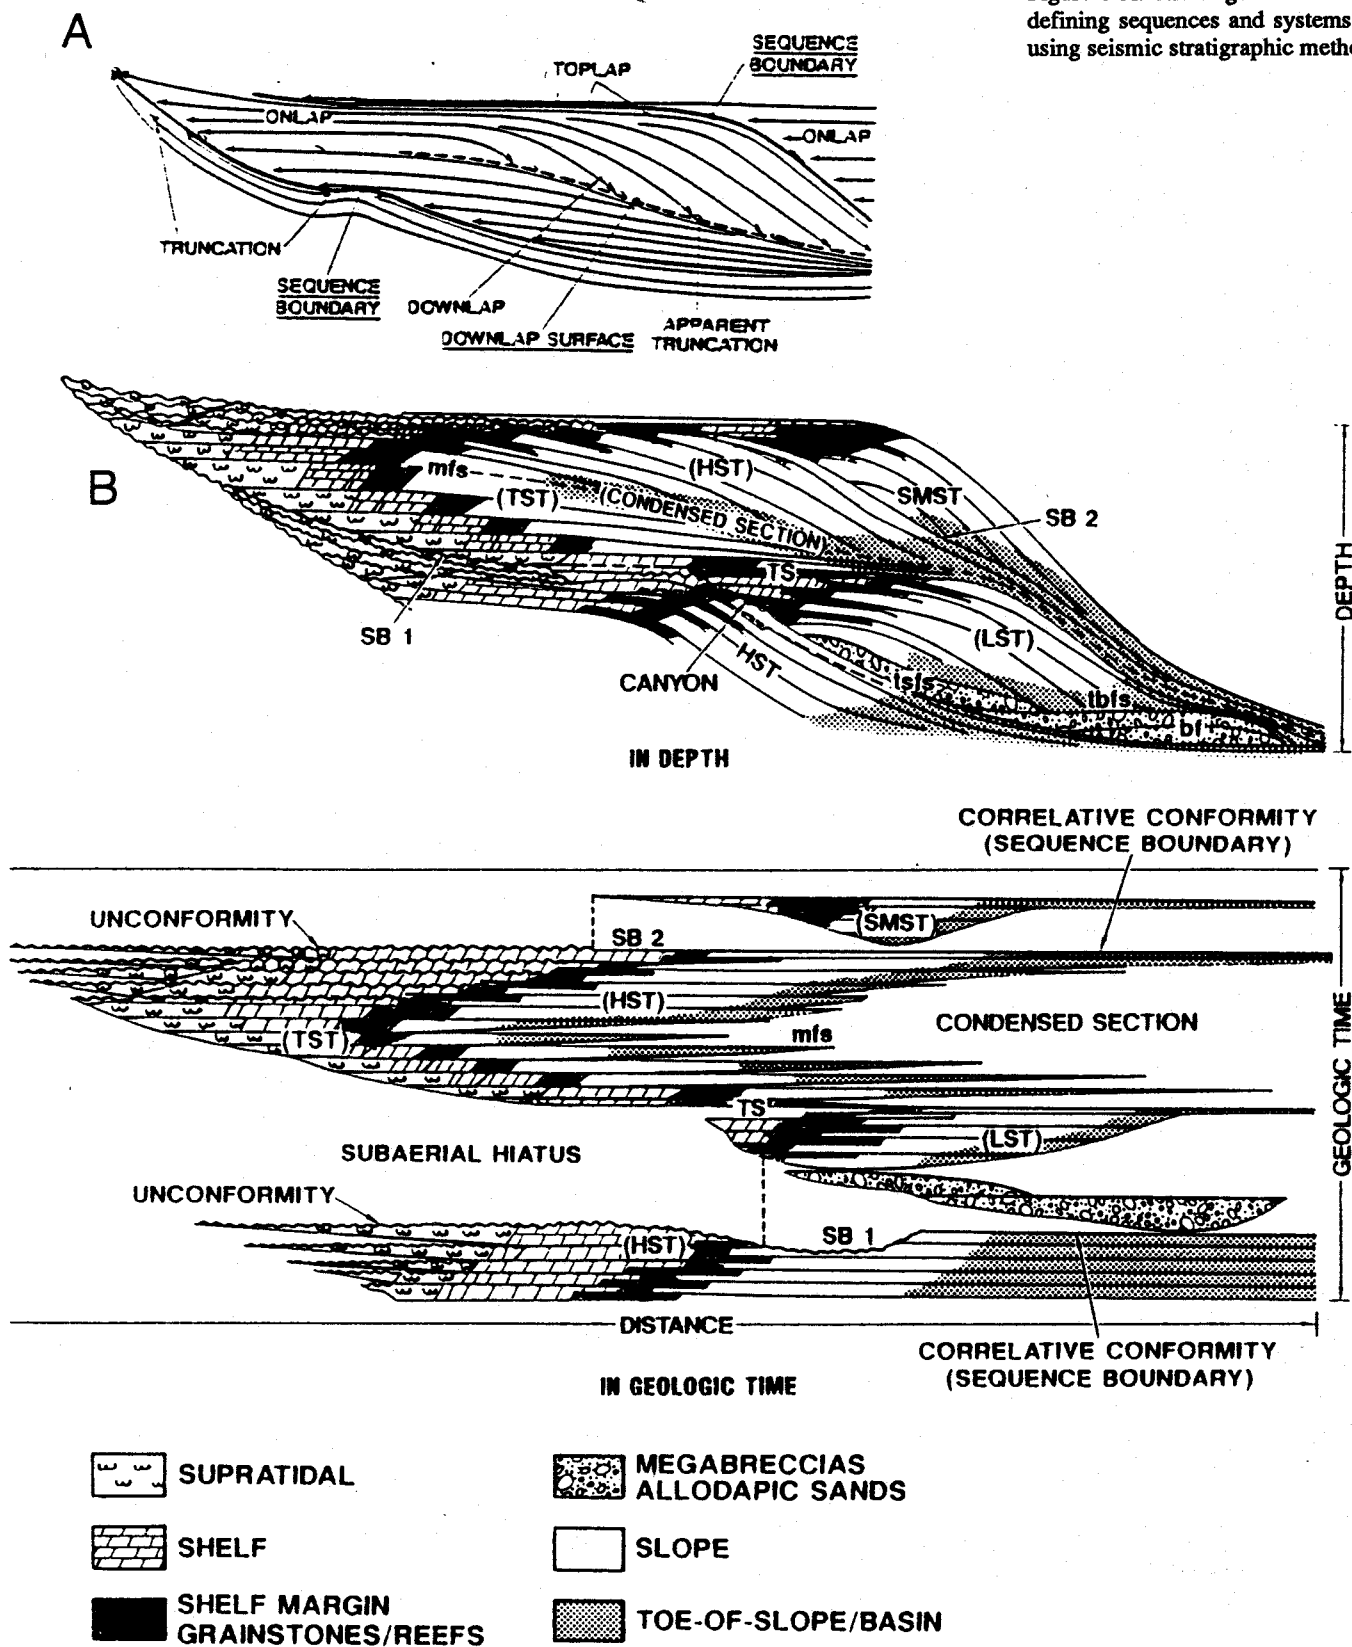 A
defining sequences and systems
using seismic stratigraphic metho
SEQUENCE
BOUNDARY
TOPLAP
ONLAP
ONLAP
TRUNCATION
SEQUENCE
BOUNDARY
DOWNLAP
DOWNLAP SURFACE
APPARENT
TRUNCATION
B
mfs
(HST)
(TST)
(CONDENSED SECTION)
SMST
SB 2
TS
SB 1
(LST)
HST
CANYON
tsfs
tbfs
bf
DEPTH
IN DEPTH
CORRELATIVE CONFORMITY
(SEQUENCE BOUNDARY)
UNCONFORMITY
(SMST)
SB 2
(HST)
(TST)
mfs
CONDENSED SECTION
TS
(LST)
SUBAERIAL HIATUS
UNCONFORMITY
(HST)
SB 1
GEOLOGIC TIME
DISTANCE
CORRELATIVE CONFORMITY
(SEQUENCE BOUNDARY)
IN GEOLOGIC TIME
SUPRATIDAL
MEGABRECCIAS
ALLODAPIC SANDS
SHELF
SLOPE
SHELF MARGIN
GRAINSTONES/REEFS
TOE-OF-SLOPE/BASIN